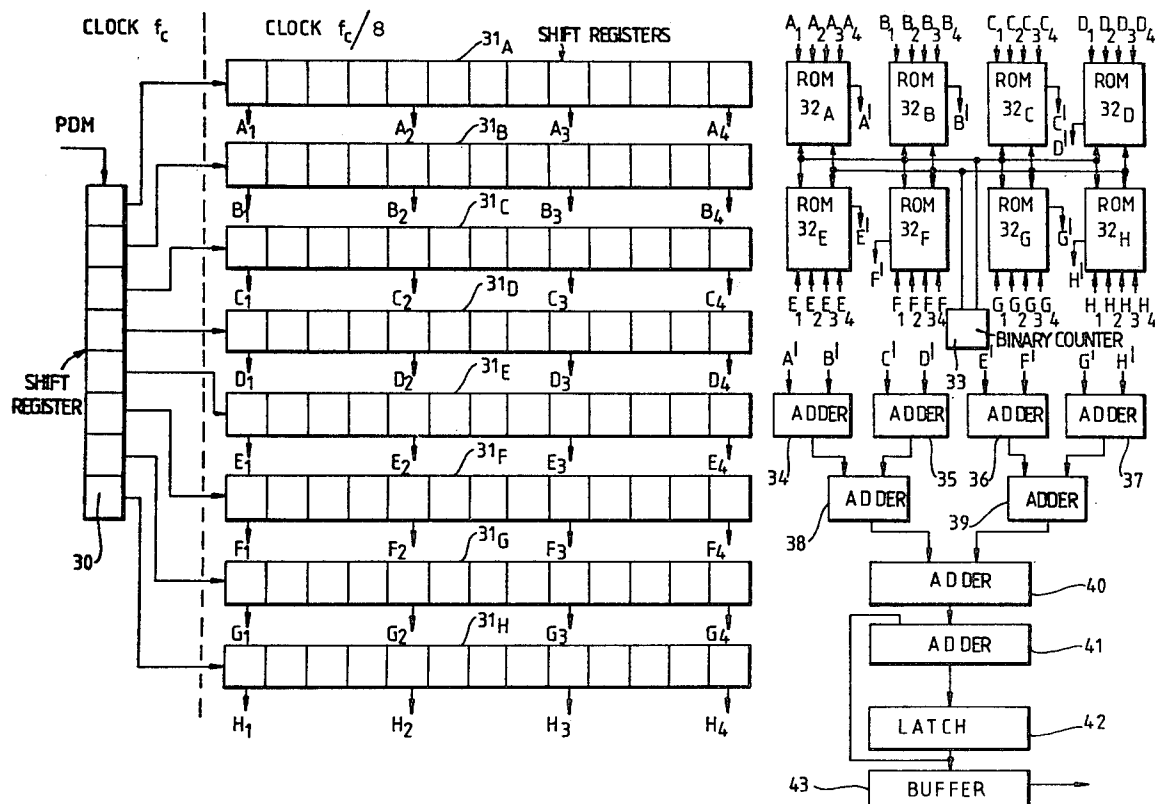 CLOCK fc
CLOCK fc/8
PDM
SHIFT REGISTER
30
31A
SHIFT REGISTERS
A1 A2 A3 A4
31B
B1 B2 B3 B4
31C
C1 C2 C3 C4
31D
D1 D2 D3 D4
31E
E1 E2 E3 E4
31F
F1 F2 F3 F4
31G
G1 G2 G3 G4
31H
H1 H2 H3 H4
A1 A2 A3 A4 B1 B2 B3 B4 C1 C2 C3 C4 D1 D2 D3 D4
ROM 32A
A'
ROM 32B
B'
ROM 32C
C'
ROM 32D
D'
ROM 32E
E'
ROM 32F
F'
ROM 32G
G'
ROM 32H
H'
E1 E2 E3 E4 F1 F2 F3 F4 G1 G2 G3 G4 H1 H2 H3 H4
BINARY COUNTER
33
A' B' C' D' E' F' G' H'
ADDER ADDER ADDER ADDER
34 35 36 37
ADDER ADDER
38 39
ADDER
40
ADDER
41
LATCH
42
43
BUFFER